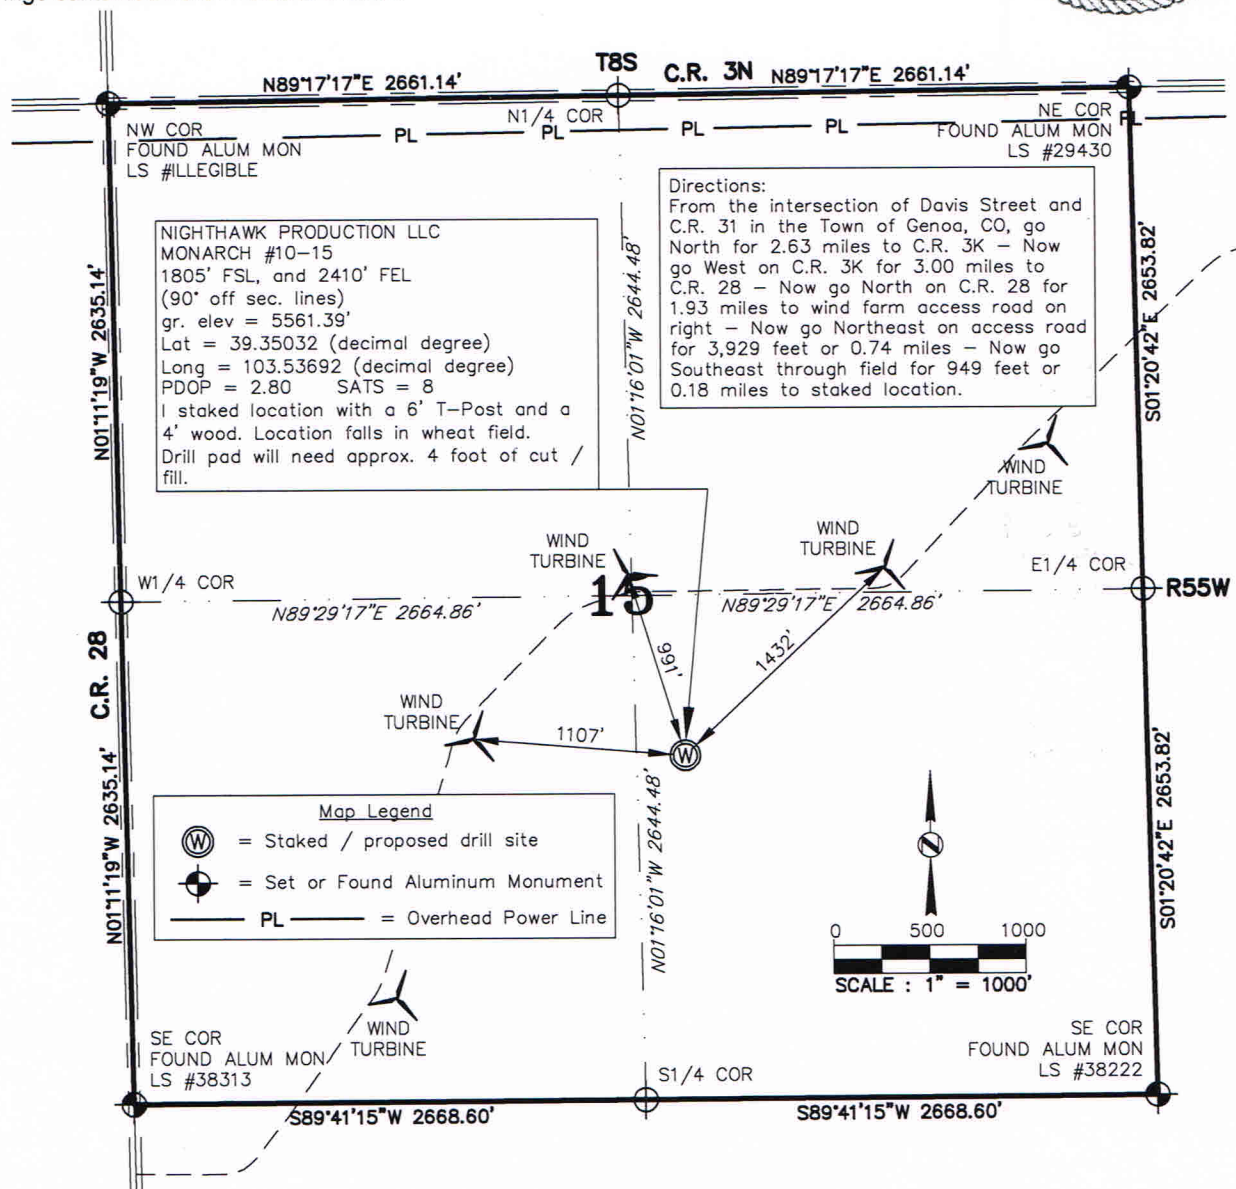 T8S
C.R. 3N
N89°17'17"E 2661.14'
N89°17'17"E 2661.14'
N1/4 COR
NW COR
FOUND ALUM MON
LS #ILLEGIBLE
PL
PL
PL
PL
PL
NE COR
FOUND ALUM MON
LS #29430
NIGHTHAWK PRODUCTION LLC
MONARCH #10-15
1805' FSL, and 2410' FEL
(90° off sec. lines)
gr. elev = 5561.39'
Lat = 39.35032 (decimal degree)
Long = 103.53692 (decimal degree)
PDOP = 2.80 SATS = 8
I staked location with a 6' T-Post and a
4' wood. Location falls in wheat field.
Drill pad will need approx. 4 foot of cut /
fill.
Directions:
From the intersection of Davis Street and
C.R. 31 in the Town of Genoa, CO, go
North for 2.63 miles to C.R. 3K - Now
go West on C.R. 3K for 3.00 miles to
C.R. 28 - Now go North on C.R. 28 for
1.93 miles to wind farm access road on
right - Now go Northeast on access road
for 3,929 feet or 0.74 miles - Now go
Southeast through field for 949 feet or
0.18 miles to staked location.
N01°11'19"W 2635.14'
N01°16'01"W 2644.48'
S01°20'42"E 2653.82'
WIND
TURBINE
WIND
TURBINE
WIND
TURBINE
W1/4 COR
15
E1/4 COR
R55W
N89°29'17"E 2664.86'
N89°29'17"E 2664.86'
C.R. 28
991'
1432'
WIND
TURBINE
1107'
W
N01°11'19"W 2635.14'
N01°16'01"W 2644.48'
S01°20'42"E 2653.82'
Map Legend
W = Staked / proposed drill site
= Set or Found Aluminum Monument
PL = Overhead Power Line
N
0 500 1000
SCALE : 1" = 1000'
WIND
TURBINE
SE COR
FOUND ALUM MON
LS #38313
SE COR
FOUND ALUM MON
LS #38222
S1/4 COR
S89°41'15"W 2668.60'
S89°41'15"W 2668.60'